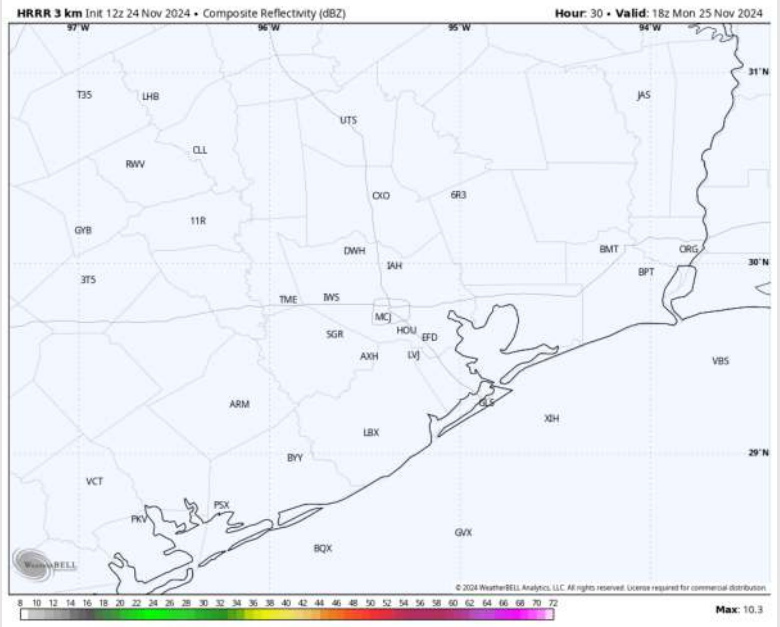 HRRR 3 km Init 12z 24 Nov 2024 • Composite Reflectivity (dBZ) Hour: 30 • Valid: 18z Mon 25 Nov 2024
97°W 96°W 95°W 94°W
31°N
T35 LHB JAS
UTS
CLL
RWV
CXO 6R3
11R
GYB
DWH BMT ORG
IAH 30°N
3T5 BPT
TME IWS
MCJ
SGR HOU EFD
AXH LVJ VBS
ARM GLS
XIH
LBX
BYY 29°N
VCT
PSX
PKV
GVX
BQX
WeatherBELL
© 2024 WeatherBELL Analytics, LLC. All rights reserved. License required for commercial distribution.
8 10 12 14 16 18 20 22 24 26 28 30 32 34 36 38 40 42 44 46 48 50 52 54 56 58 60 62 64 66 68 70 72
Max: 10.3